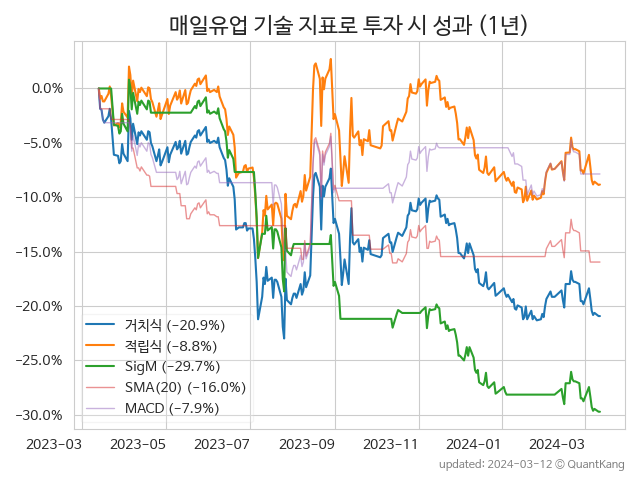 매일유업 기술 지표로 투자 시 성과 (1년)
0.0%
−5.0%
−10.0%
−15.0%
−20.0%
−25.0%
−30.0%
거치식 (−20.9%)
적립식 (−8.8%)
SigM (−29.7%)
SMA(20) (−16.0%)
MACD (−7.9%)
2023−03 2023−05 2023−07 2023−09 2023−11 2024−01 2024−03
updated: 2024−03−12 © QuantKang